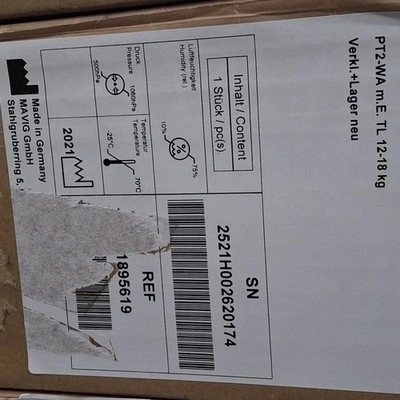 PT2-WA m.E. TL 12-18 kg
Verkl.+Lager neu
Inhalt / Content
1 Stück / pc(s).
SN
2521H002620174
Luftfeuchtigkeit
Humidity (rel.)
10%
75%
REF
1895619
Druck
Pressure
500hPa
1060hPa
Temperatur
Temperature
-25°C
70°C
2021
Made in Germany
MAVIG GmbH
Stahlgruberring 5,